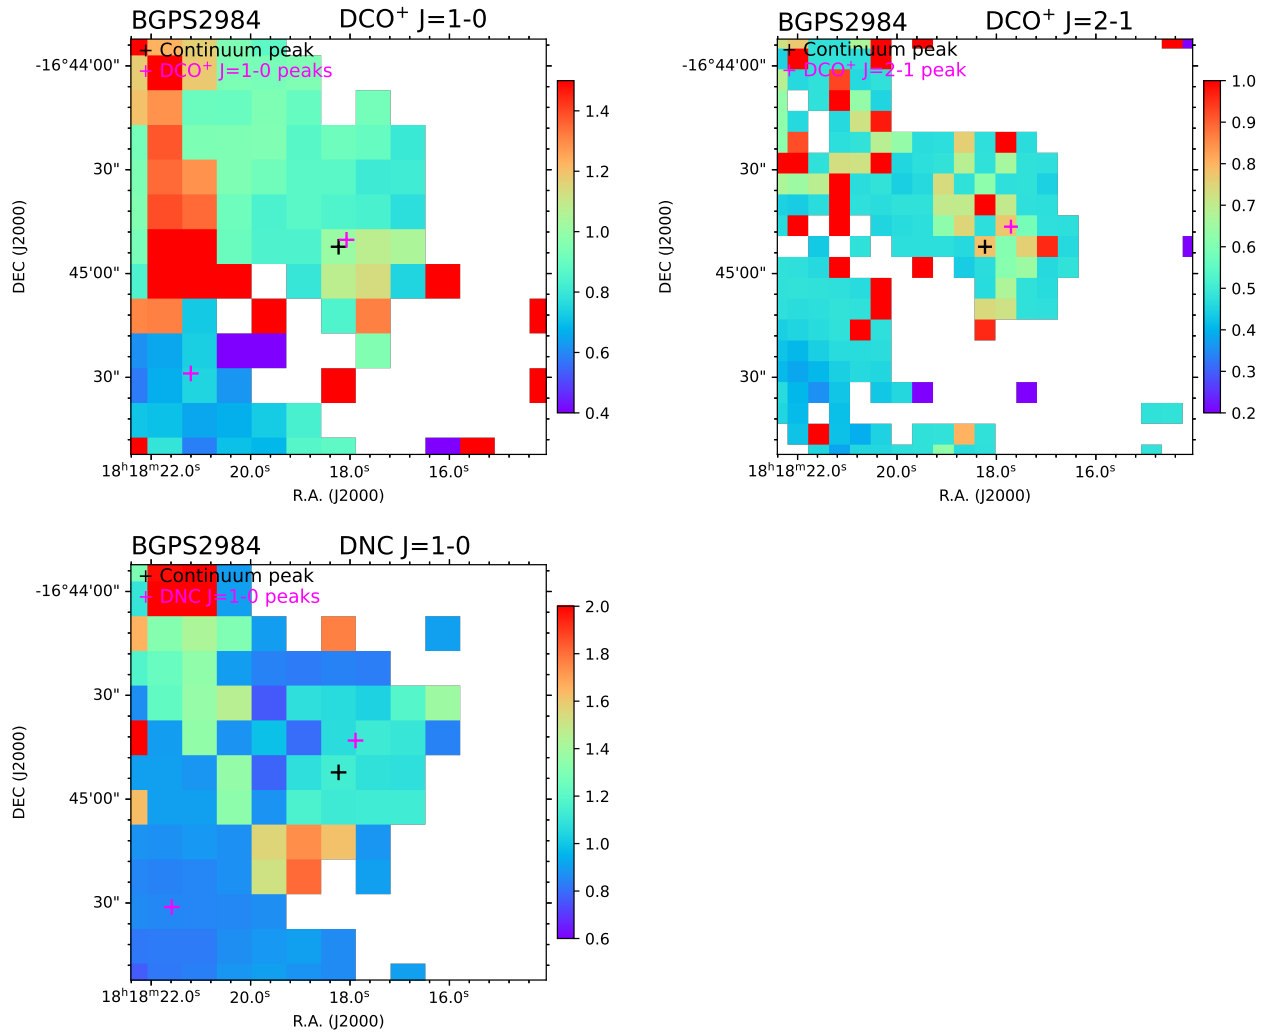 BGPS2984 DCO⁺ J=1-0
+ Continuum peak
+ DCO⁺ J=1-0 peaks
-16°44'00"
30"
45'00"
30"
DEC (J2000)
18ʰ18ᵐ22.0ˢ 20.0ˢ 18.0ˢ 16.0ˢ
R.A. (J2000)
1.4
1.2
1.0
0.8
0.6
0.4
BGPS2984 DCO⁺ J=2-1
+ Continuum peak
+ DCO⁺ J=2-1 peak
-16°44'00"
30"
45'00"
30"
DEC (J2000)
18ʰ18ᵐ22.0ˢ 20.0ˢ 18.0ˢ 16.0ˢ
R.A. (J2000)
1.0
0.9
0.8
0.7
0.6
0.5
0.4
0.3
0.2
BGPS2984 DNC J=1-0
+ Continuum peak
+ DNC J=1-0 peaks
-16°44'00"
30"
45'00"
30"
DEC (J2000)
18ʰ18ᵐ22.0ˢ 20.0ˢ 18.0ˢ 16.0ˢ
R.A. (J2000)
2.0
1.8
1.6
1.4
1.2
1.0
0.8
0.6